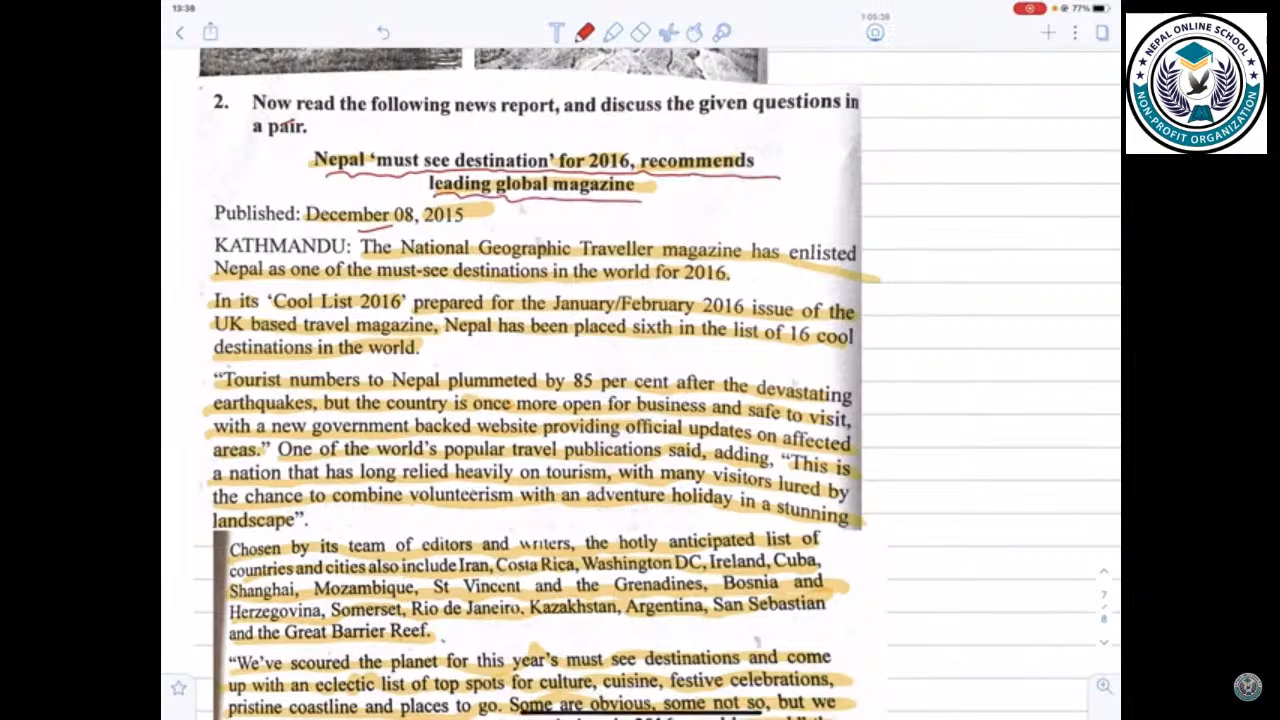 13:38
77%
1:05:38
T
NEPAL ONLINE SCHOOL
NON-PROFIT ORGANIZATION
2. Now read the following news report, and discuss the given questions in
a pair.
Nepal ‘must see destination’ for 2016, recommends
leading global magazine
Published: December 08, 2015
KATHMANDU: The National Geographic Traveller magazine has enlisted
Nepal as one of the must-see destinations in the world for 2016.
In its ‘Cool List 2016’ prepared for the January/February 2016 issue of the
UK based travel magazine, Nepal has been placed sixth in the list of 16 cool
destinations in the world.
“Tourist numbers to Nepal plummeted by 85 per cent after the devastating
earthquakes, but the country is once more open for business and safe to visit,
with a new government backed website providing official updates on affected
areas.” One of the world’s popular travel publications said, adding, “This is
a nation that has long relied heavily on tourism, with many visitors lured by
the chance to combine volunteerism with an adventure holiday in a stunning
landscape”.
Chosen by its team of editors and writers, the hotly anticipated list of
countries and cities also include Iran, Costa Rica, Washington DC, Ireland, Cuba,
Shanghai, Mozambique, St Vincent and the Grenadines, Bosnia and
Herzegovina, Somerset, Rio de Janeiro, Kazakhstan, Argentina, San Sebastian
and the Great Barrier Reef.
“We’ve scoured the planet for this year’s must see destinations and come
up with an eclectic list of top spots for culture, cuisine, festive celebrations,
pristine coastline and places to go. Some are obvious, some not so, but we
7
8